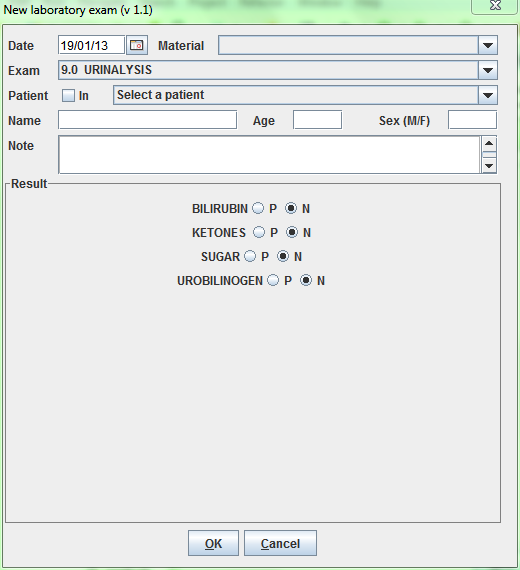 New laboratory exam (v 1.1)
Date 19/01/13 Material
Exam 9.0 URINALYSIS
Patient In Select a patient
Name Age Sex (M/F)
Note
Result
BILIRUBIN P N
KETONES P N
SUGAR P N
UROBILINOGEN P N
OK Cancel